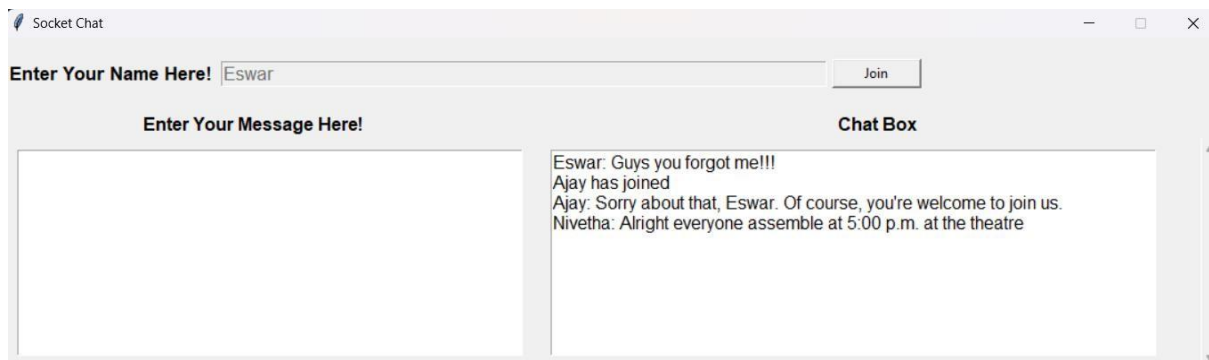 Socket Chat
Enter Your Name Here! Eswar Join
Enter Your Message Here! Chat Box
Eswar: Guys you forgot me!!!
Ajay has joined
Ajay: Sorry about that, Eswar. Of course, you're welcome to join us.
Nivetha: Alright everyone assemble at 5:00 p.m. at the theatre